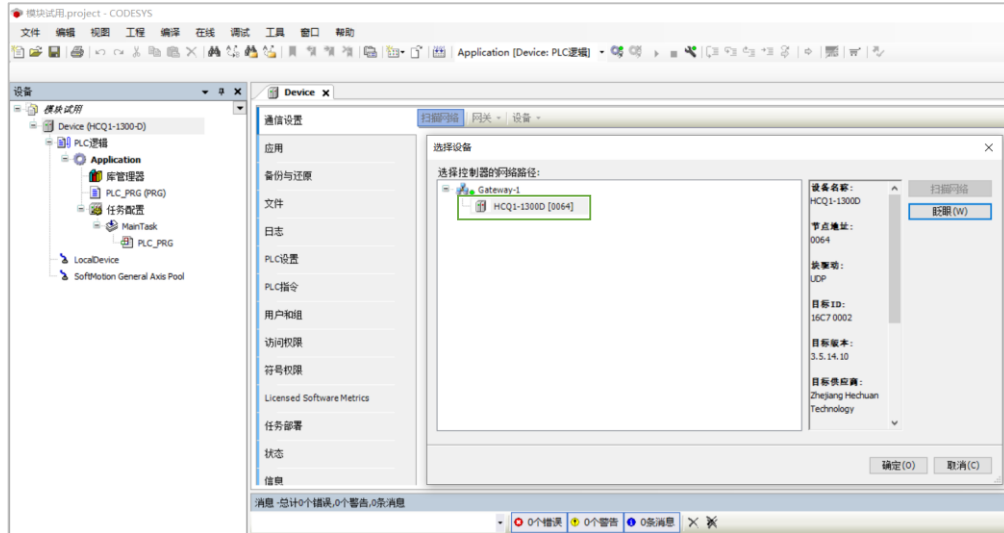 模块试用.project - CODESYS
文件 编辑 视图 工程 编译 在线 调试 工具 窗口 帮助
Application [Device: PLC逻辑]
设备
Device
模块试用
Device (HCQ1-1300-D)
PLC逻辑
Application
库管理器
PLC_PRG (PRG)
任务配置
MainTask
PLC_PRG
LocalDevice
SoftMotion General Axis Pool
通信设置
应用
备份与还原
文件
日志
PLC设置
PLC指令
用户和组
访问权限
符号权限
Licensed Software Metrics
任务部署
状态
信息
扫描网络 网关 设备
选择设备
选择控制器的网络路径:
Gateway-1
HCQ1-1300D [0064]
设备名称:
HCQ1-1300D
节点地址:
0064
块驱动:
UDP
目标ID:
16C7 0002
目标版本:
3.5.14.10
目标供应商:
Zhejiang Hechuan
Technology
扫描网络
眨眼(W)
确定(O) 取消(C)
消息 -总计0个错误,0个警告,0条消息
0个错误 0个警告 0条消息